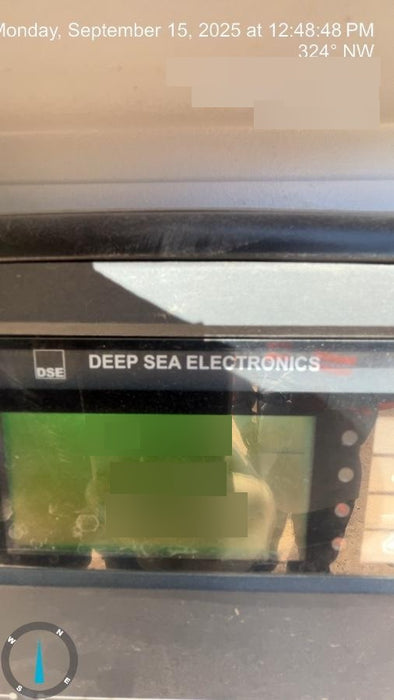 Monday, September 15, 2025 at 12:48:48 PM
324° NW
DSE
DEEP SEA ELECTRONICS
N
W
E
S